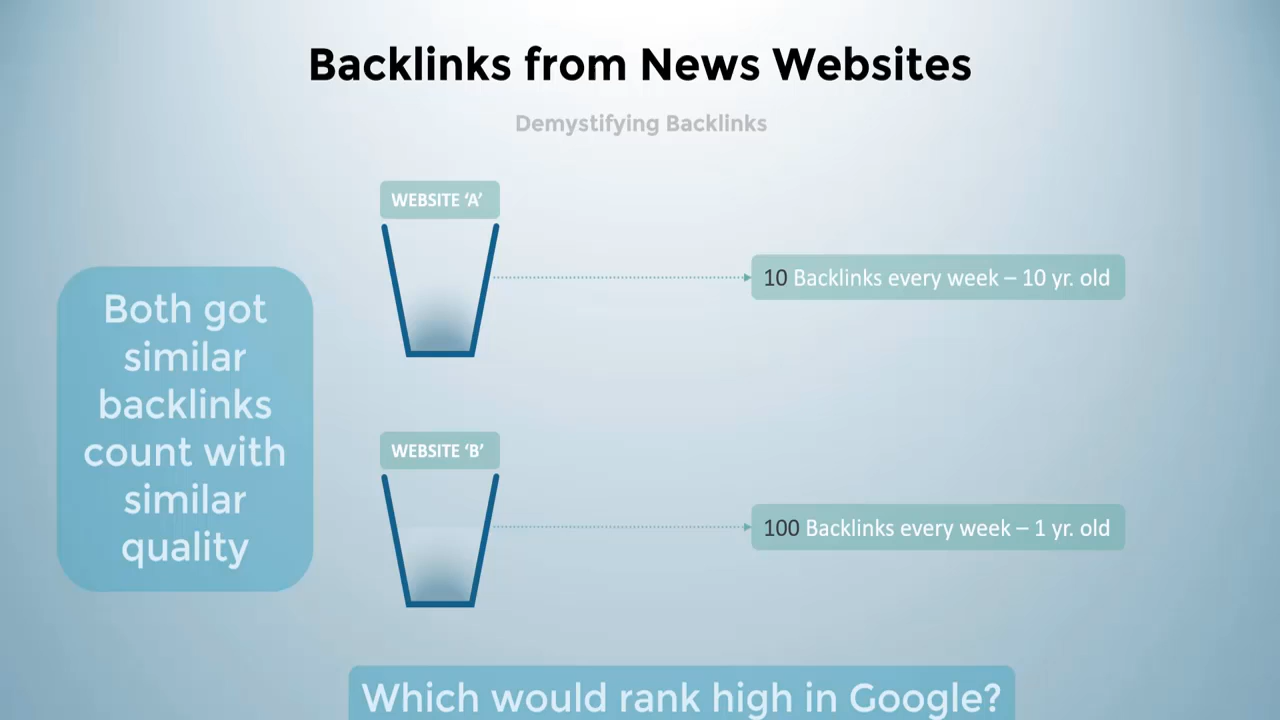 Backlinks from News Websites
Demystifying Backlinks
WEBSITE ‘A’
10 Backlinks every week – 10 yr. old
Both got
similar
backlinks
count with
similar
quality
WEBSITE ‘B’
100 Backlinks every week – 1 yr. old
Which would rank high in Google?